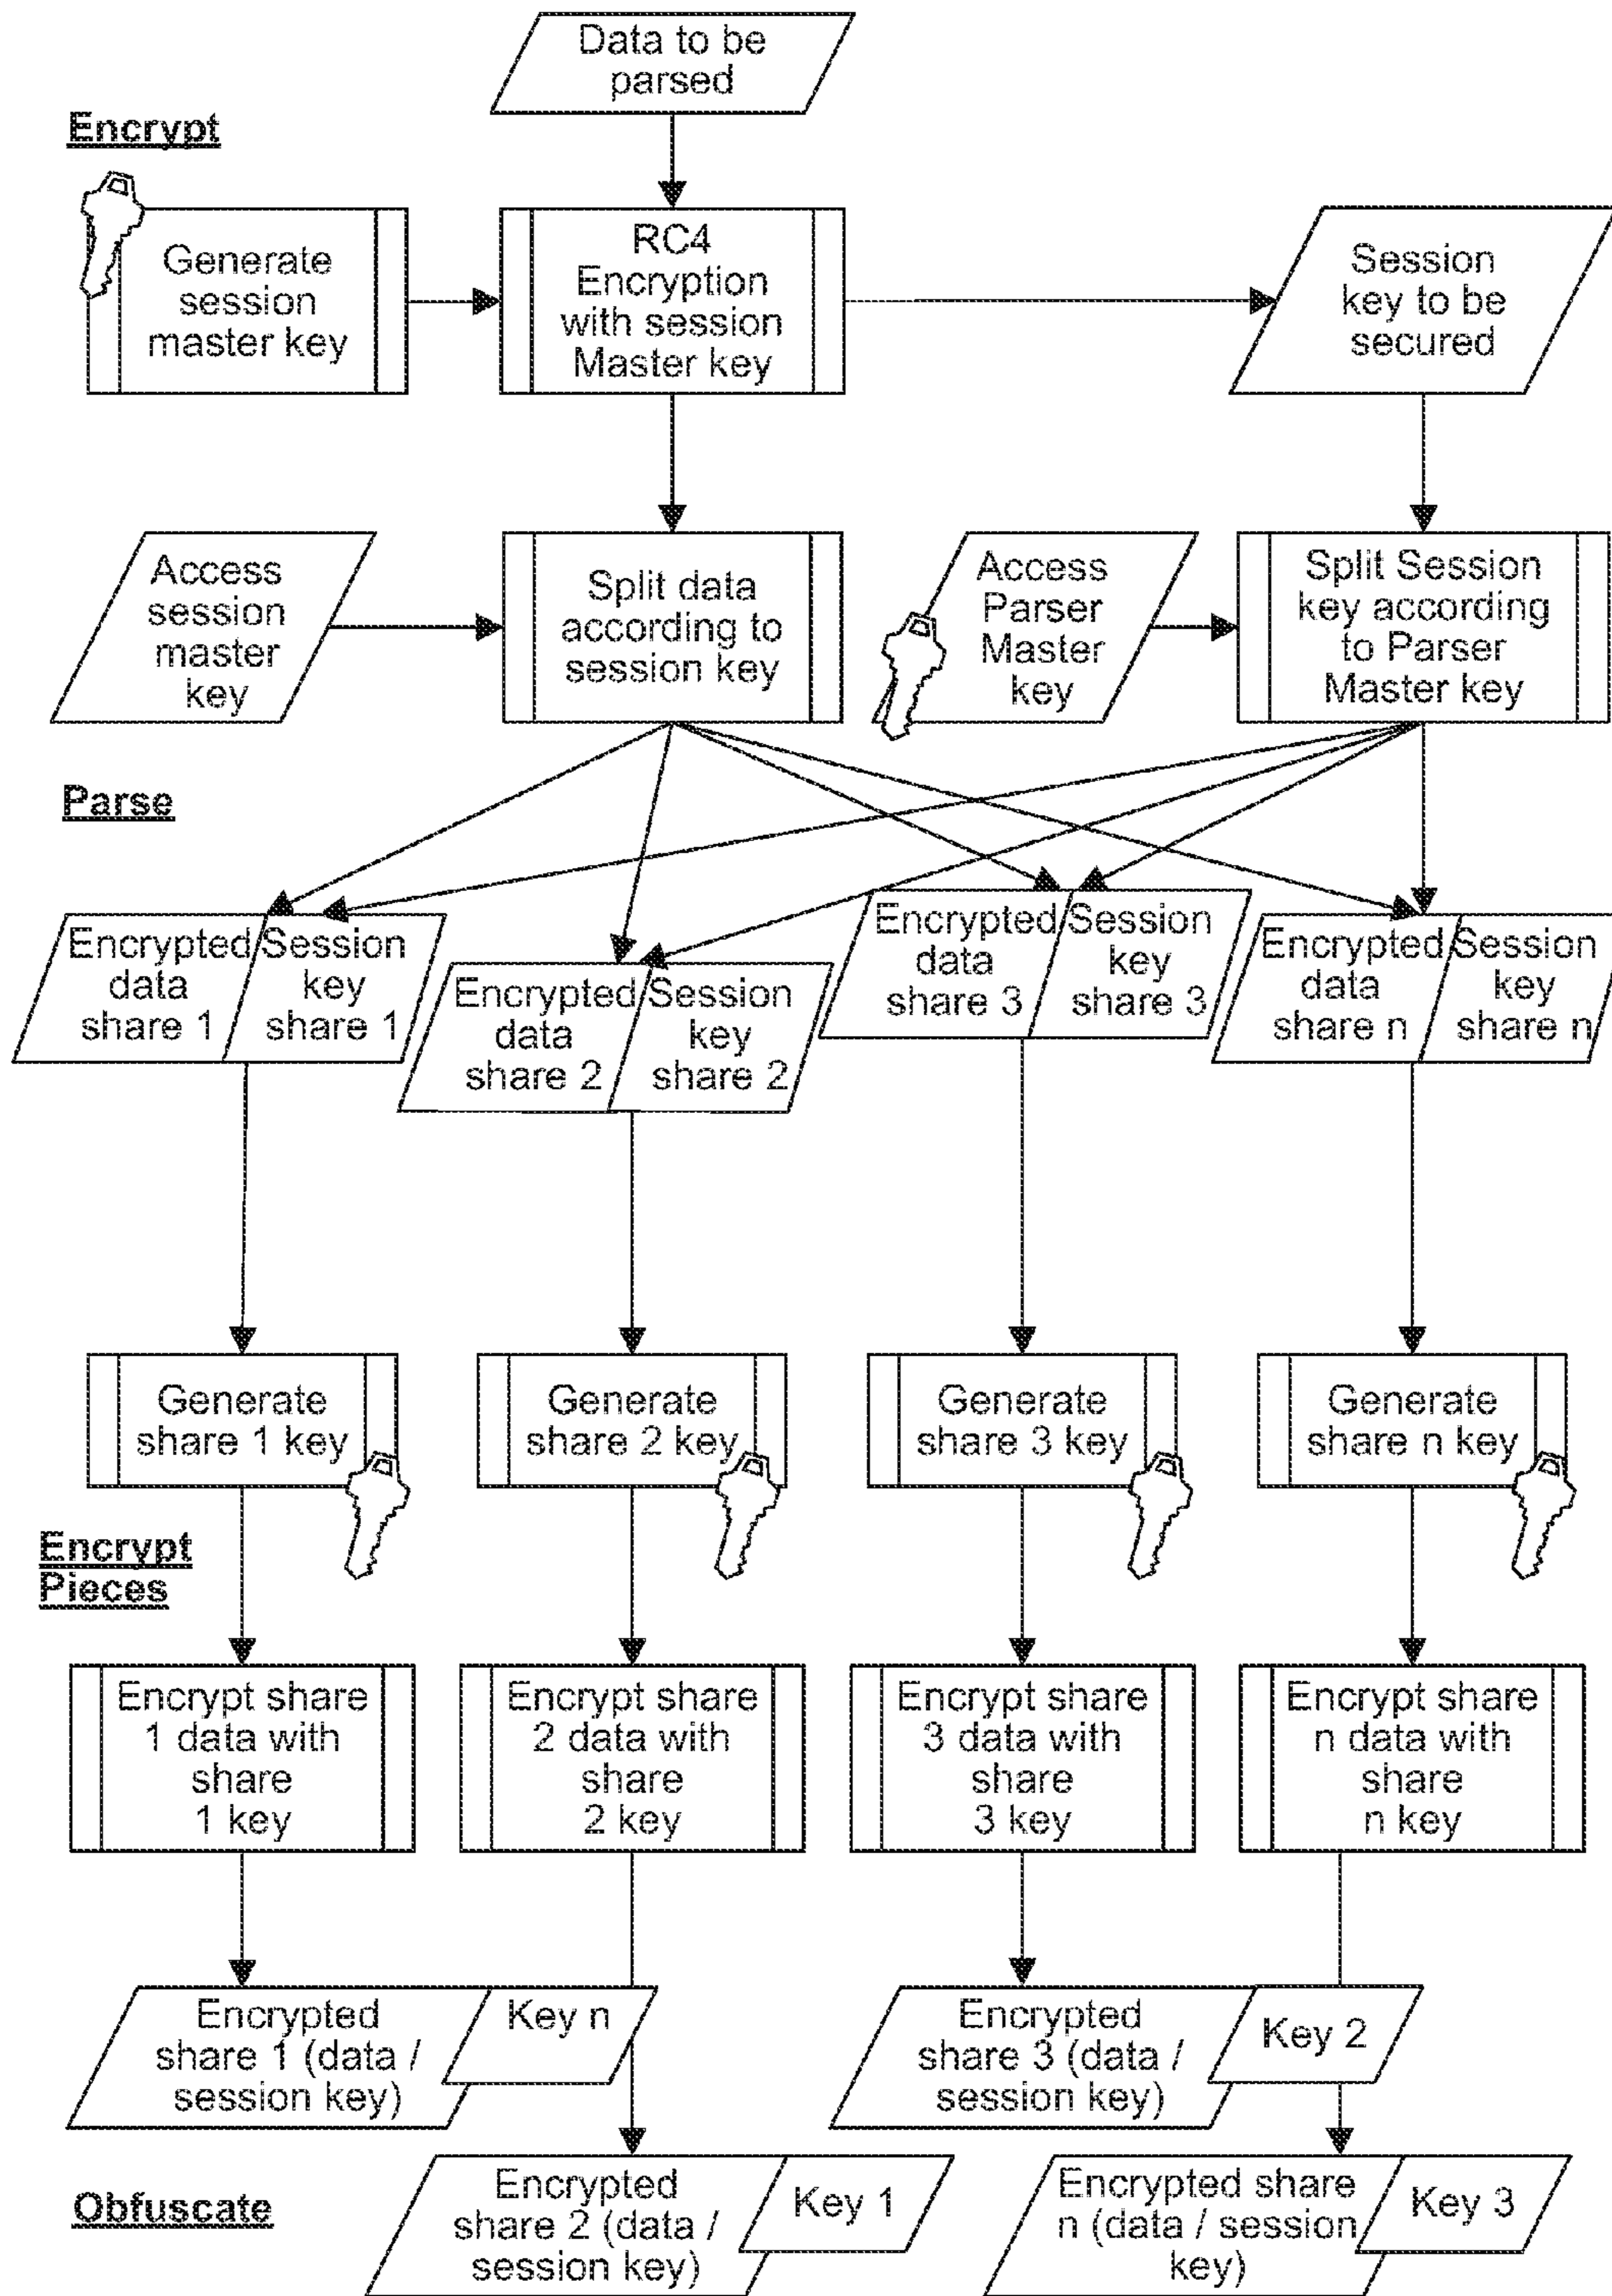 Data to be
parsed
Encrypt
Generate
session
master key
RC4
Encryption
with session
Master key
Session
key to be
secured
Access
session
master
key
Split data
according to
session key
Access
Parser
Master
key
Split Session
key according
to Parser
Master key
Parse
Encrypted
data
share 1
Session
key
share 1
Encrypted
data
share 2
Session
key
share 2
Encrypted
data
share 3
Session
key
share 3
Encrypted
data
share n
Session
key
share n
Generate
share 1 key
Generate
share 2 key
Generate
share 3 key
Generate
share n key
Encrypt
Pieces
Encrypt share
1 data with
share
1 key
Encrypt share
2 data with
share
2 key
Encrypt share
3 data with
share
3 key
Encrypt share
n data with
share
n key
Encrypted
share 1 (data /
session key)
Key n
Encrypted
share 3 (data /
session key)
Key 2
Obfuscate
Encrypted
share 2 (data /
session key)
Key 1
Encrypted share
n (data / session
key)
Key 3